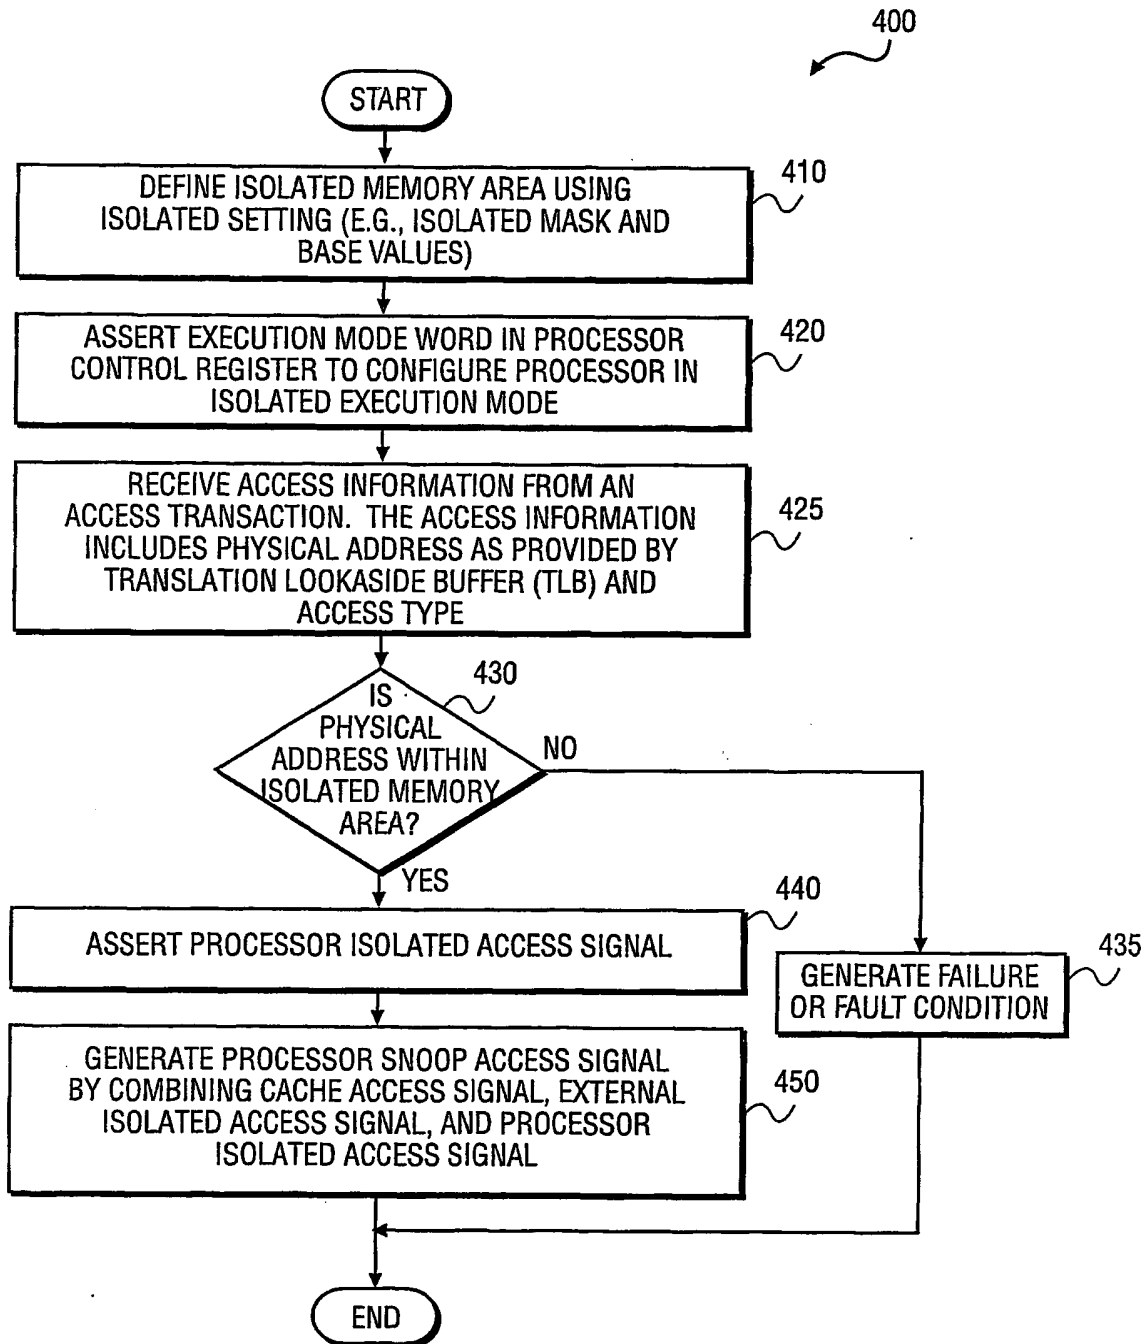 400
START
DEFINE ISOLATED MEMORY AREA USING
ISOLATED SETTING (E.G., ISOLATED MASK AND
BASE VALUES)
410
ASSERT EXECUTION MODE WORD IN PROCESSOR
CONTROL REGISTER TO CONFIGURE PROCESSOR IN
ISOLATED EXECUTION MODE
420
RECEIVE ACCESS INFORMATION FROM AN
ACCESS TRANSACTION. THE ACCESS INFORMATION
INCLUDES PHYSICAL ADDRESS AS PROVIDED BY
TRANSLATION LOOKASIDE BUFFER (TLB) AND
ACCESS TYPE
425
430
IS
PHYSICAL
ADDRESS WITHIN
ISOLATED MEMORY
AREA?
NO
YES
440
ASSERT PROCESSOR ISOLATED ACCESS SIGNAL
435
GENERATE FAILURE
OR FAULT CONDITION
GENERATE PROCESSOR SNOOP ACCESS SIGNAL
BY COMBINING CACHE ACCESS SIGNAL, EXTERNAL
ISOLATED ACCESS SIGNAL, AND PROCESSOR
ISOLATED ACCESS SIGNAL
450
END